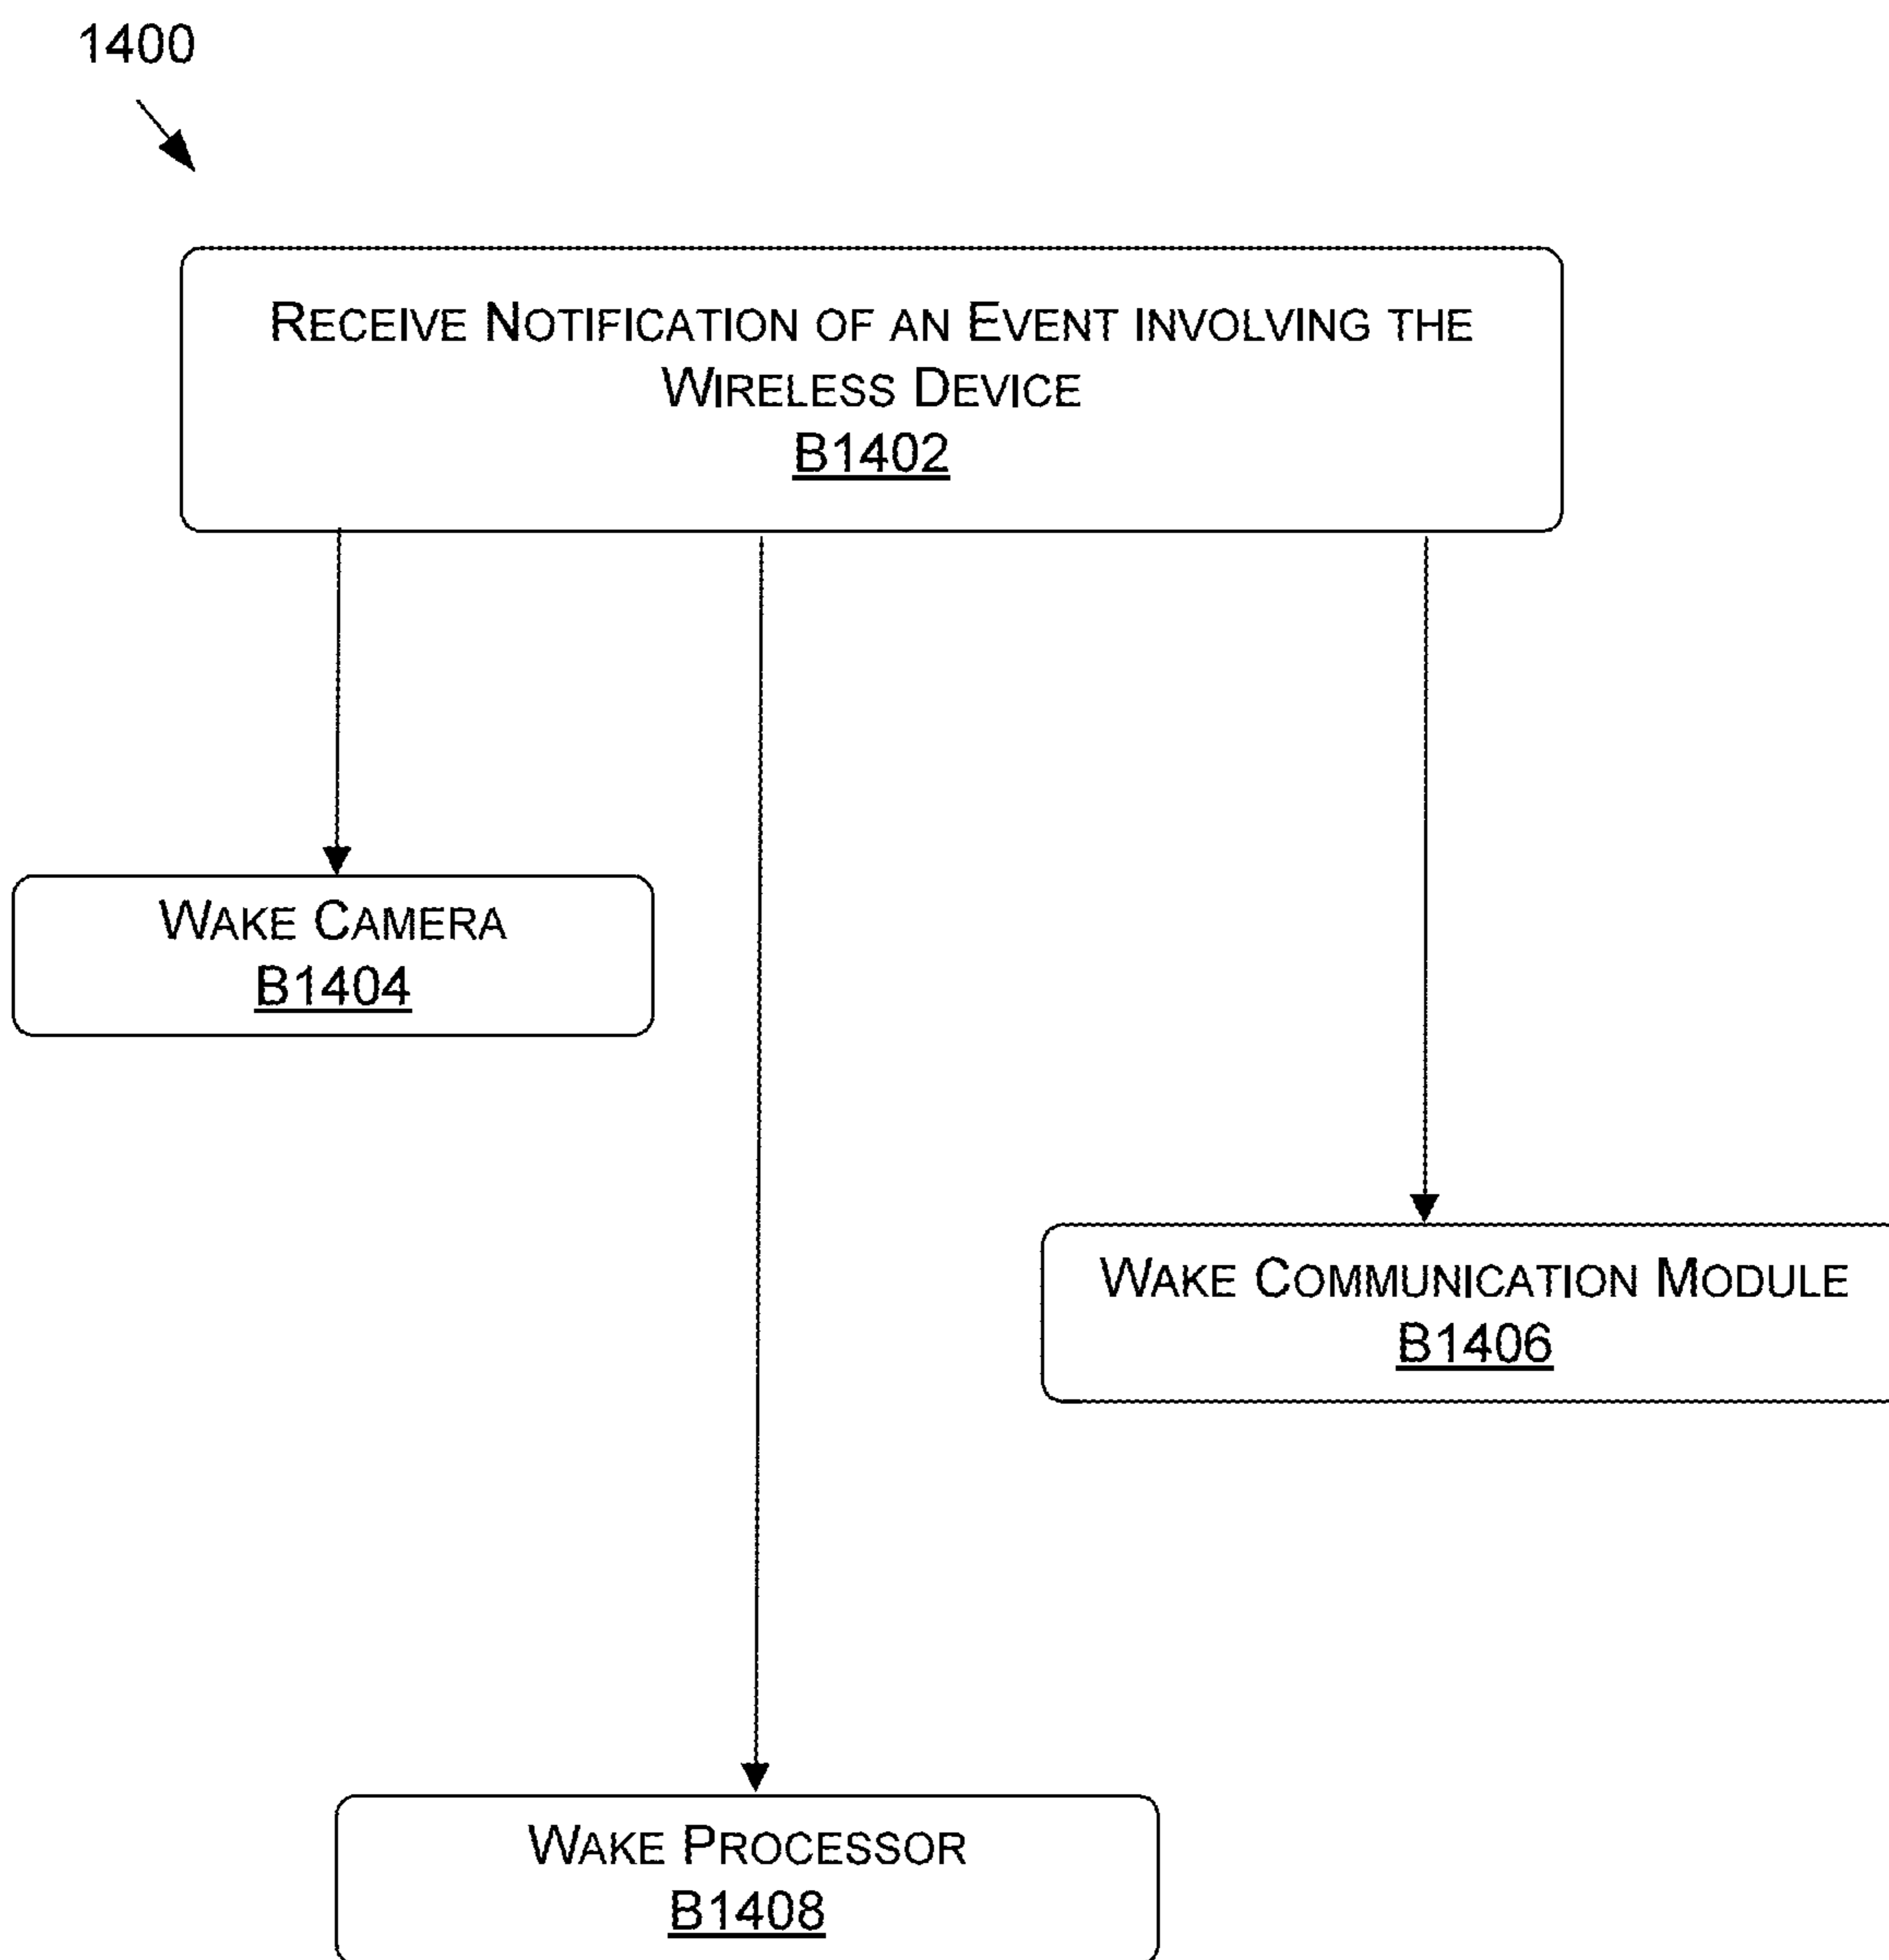 1400
RECEIVE NOTIFICATION OF AN EVENT INVOLVING THE
WIRELESS DEVICE
B1402
WAKE CAMERA
B1404
WAKE COMMUNICATION MODULE
B1406
WAKE PROCESSOR
B1408